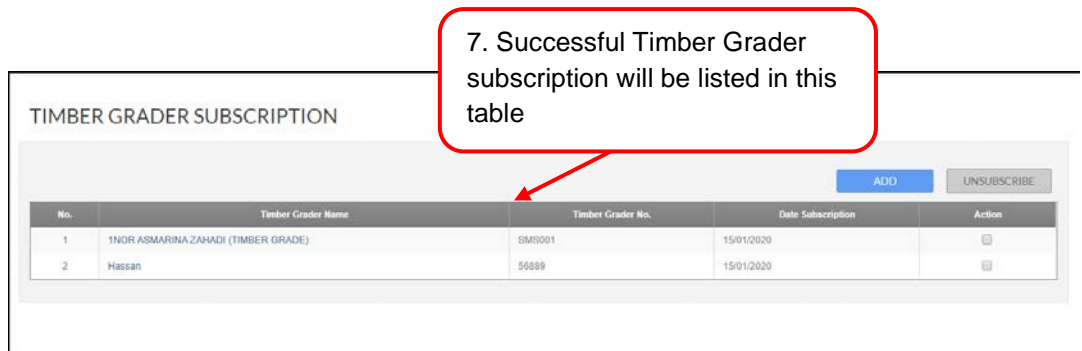 7. Successful Timber Grader
subscription will be listed in this
table
TIMBER GRADER SUBSCRIPTION
ADD UNSUBSCRIBE
No. Timber Grader Name Timber Grader No. Date Subscription Action
1 1NOR ASMARINA ZAHADI (TIMBER GRADE) SMS001 15/01/2020
2 Hassan 56889 15/01/2020